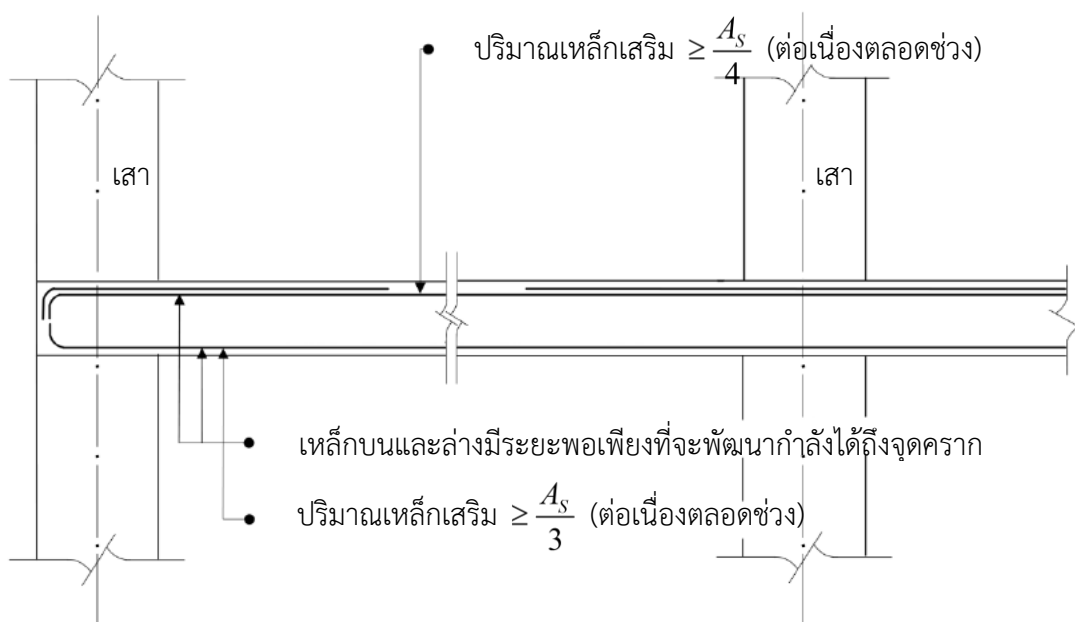 ปริมาณเหล็กเสริม ≥ A_S/4 (ต่อเนื่องตลอดช่วง)
เสา เสา
เหล็กบนและล่างมีระยะพอเพียงที่จะพัฒนากำลังได้ถึงจุดคราก
ปริมาณเหล็กเสริม ≥ A_S/3 (ต่อเนื่องตลอดช่วง)